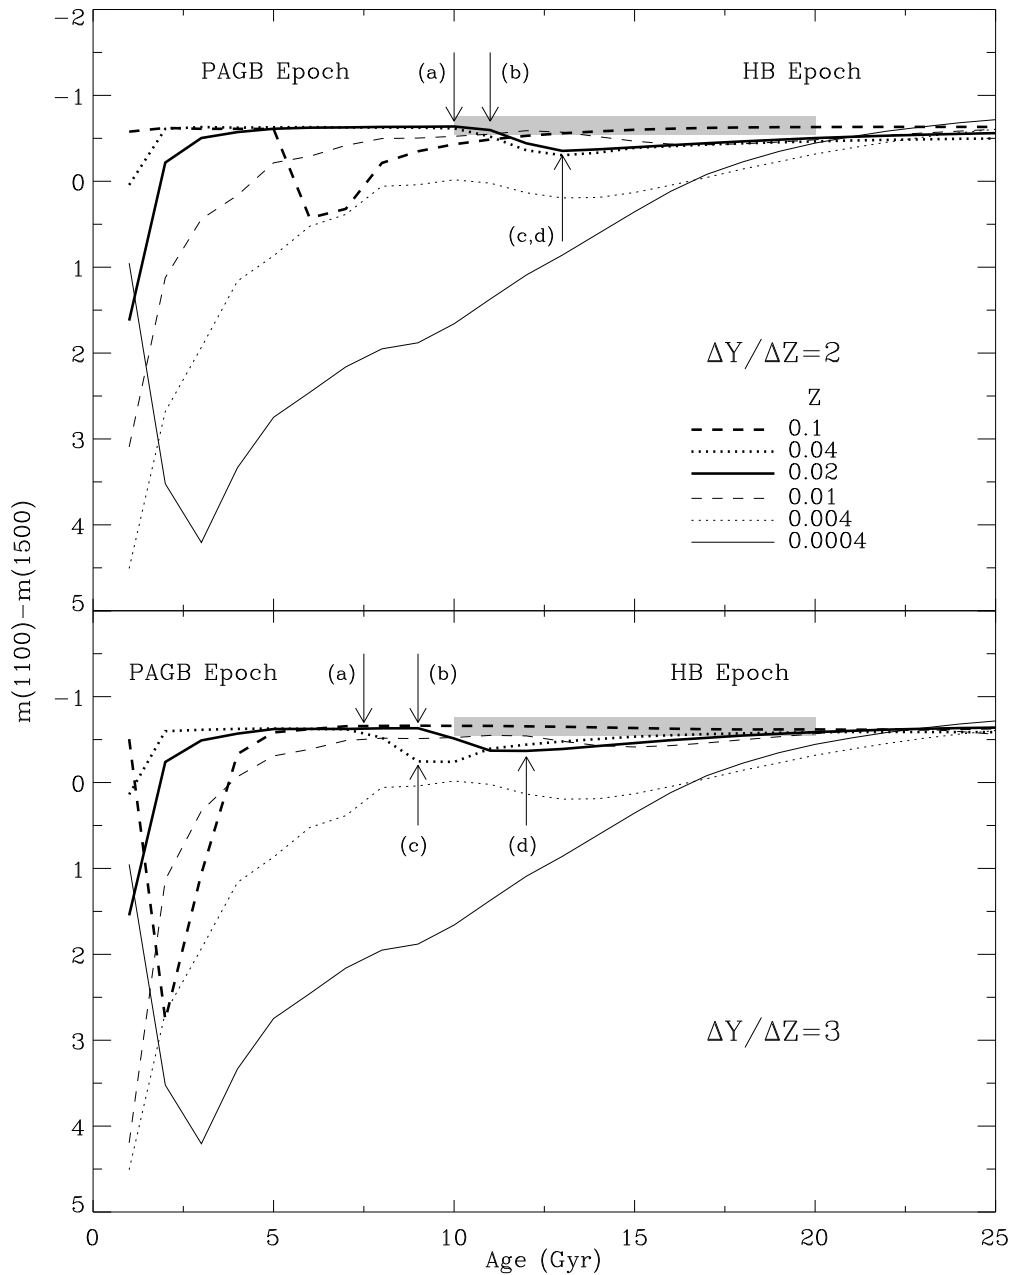 −2
PAGB Epoch
(a)
(b)
HB Epoch
−1
0
(c,d)
1
2
ΔY/ΔZ=2
Z
3
0.1
0.04
0.02
0.01
4
0.004
0.0004
5
m(1100)−m(1500)
PAGB Epoch
(a)
(b)
HB Epoch
−1
0
(c)
(d)
1
2
3
ΔY/ΔZ=3
4
5
0
5
10
15
20
25
Age (Gyr)